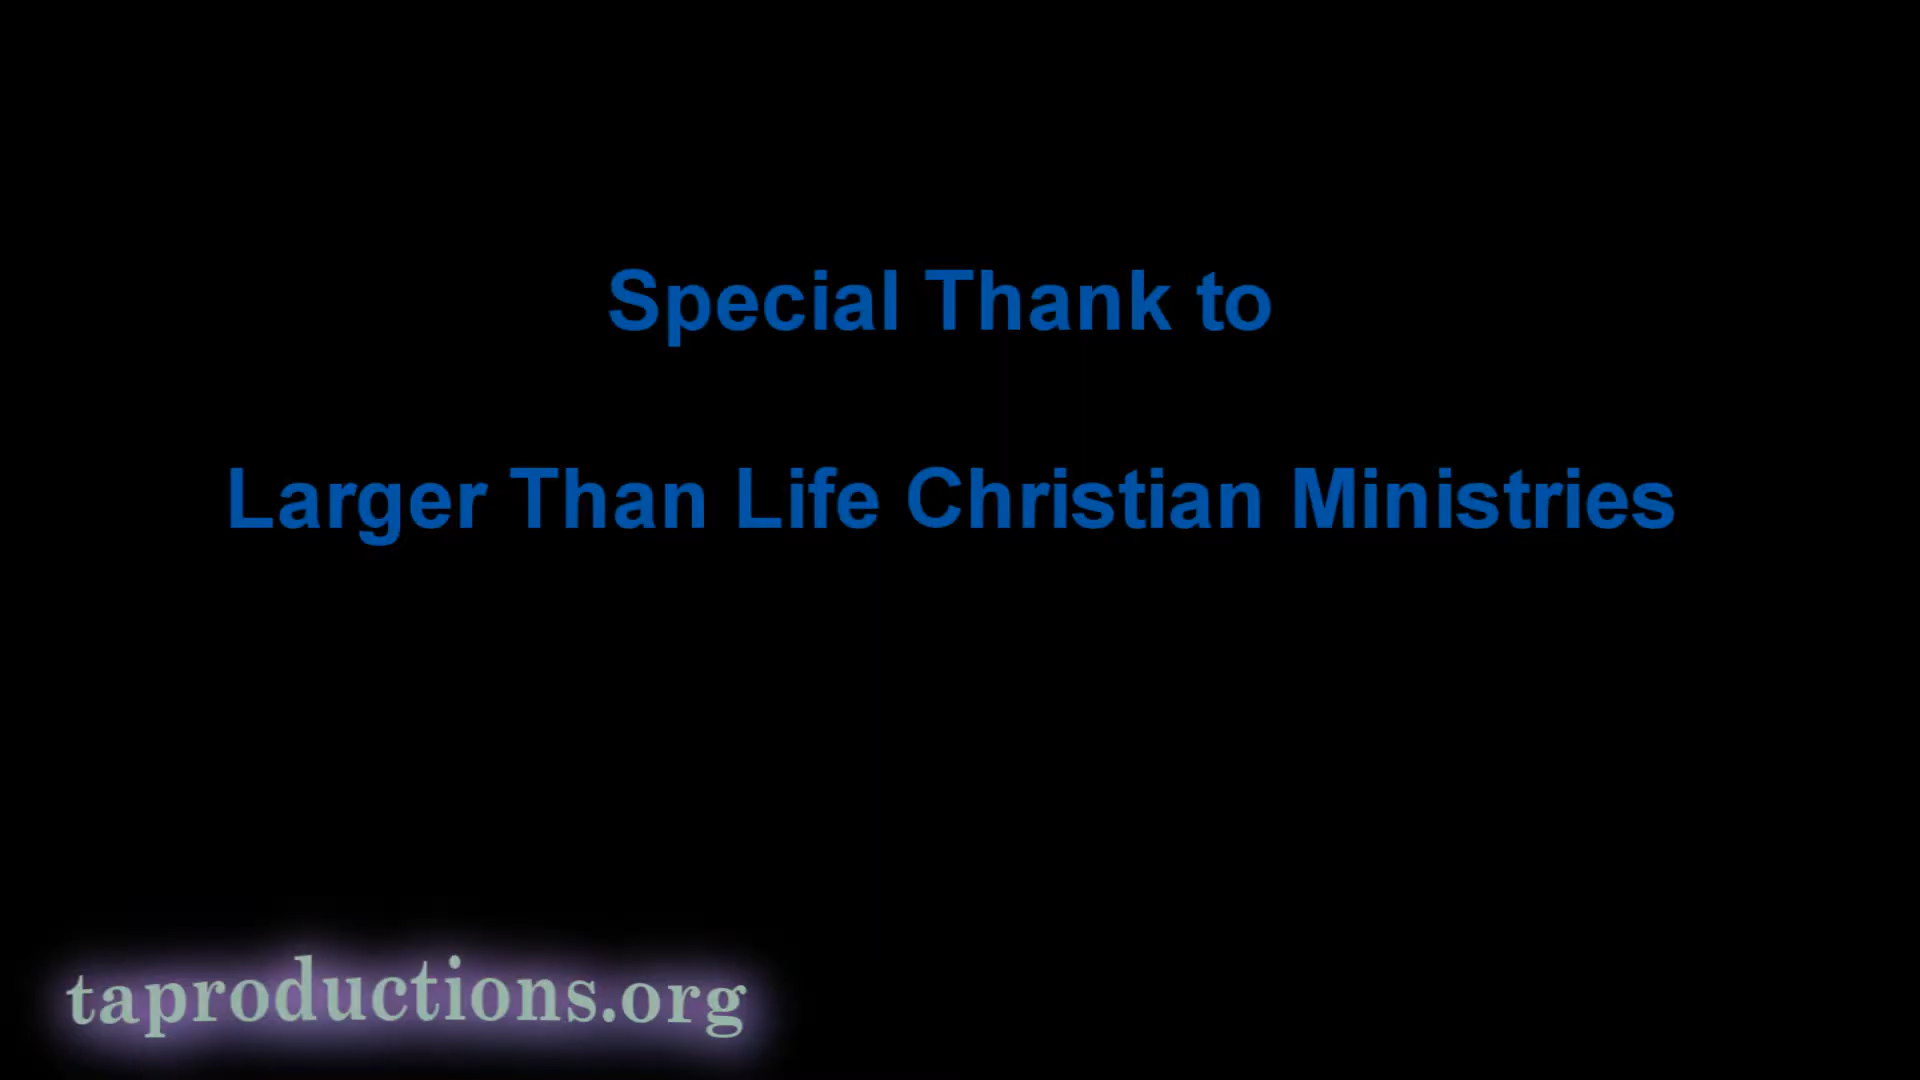 Special Thank to
Larger Than Life Christian Ministries
taproductions.org